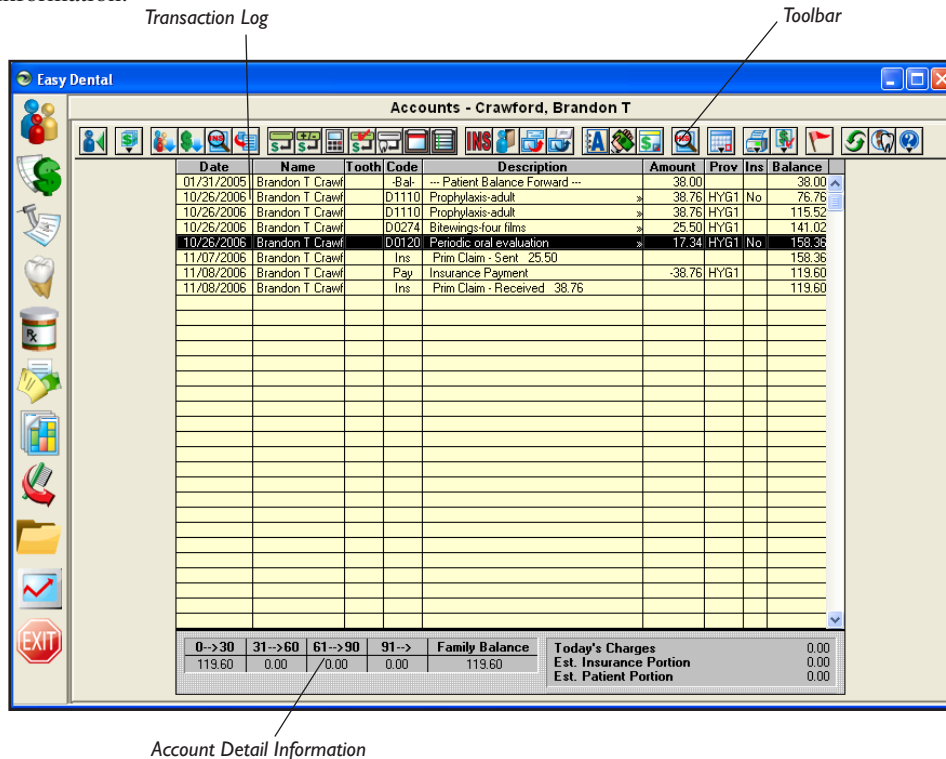 Transaction Log
Toolbar
Easy Dental
Accounts - Crawford, Brandon T
INS INS A INS
Date Name Tooth Code Description Amount Prov Ins Balance
01/31/2005 Brandon T Crawf -Bal- --- Patient Balance Forward --- 38.00 38.00
10/26/2006 Brandon T Crawf D1110 Prophylaxis-adult » 38.76 HYG1 No 76.76
10/26/2006 Brandon T Crawf D1110 Prophylaxis-adult » 38.76 HYG1 115.52
10/26/2006 Brandon T Crawf D0274 Bitewings-four films » 25.50 HYG1 141.02
10/26/2006 Brandon T Crawf D0120 Periodic oral evaluation » 17.34 HYG1 No 158.36
11/07/2006 Brandon T Crawf Ins Prim Claim - Sent 25.50 158.36
11/08/2006 Brandon T Crawf Pay Insurance Payment -38.76 HYG1 119.60
11/08/2006 Brandon T Crawf Ins Prim Claim - Received 38.76 119.60
Rx
EXIT
0-->30 31-->60 61-->90 91--> Family Balance
119.60 0.00 0.00 0.00 119.60
Today's Charges 0.00
Est. Insurance Portion 0.00
Est. Patient Portion 0.00
Account Detail Information